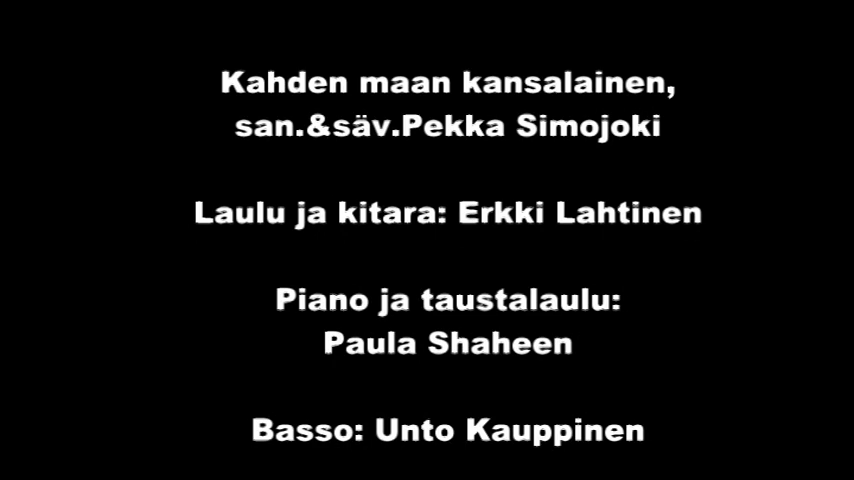 Kahden maan kansalainen,
san.&säv.Pekka Simojoki
Laulu ja kitara: Erkki Lahtinen
Piano ja taustalaulu:
Paula Shaheen
Basso: Unto Kauppinen